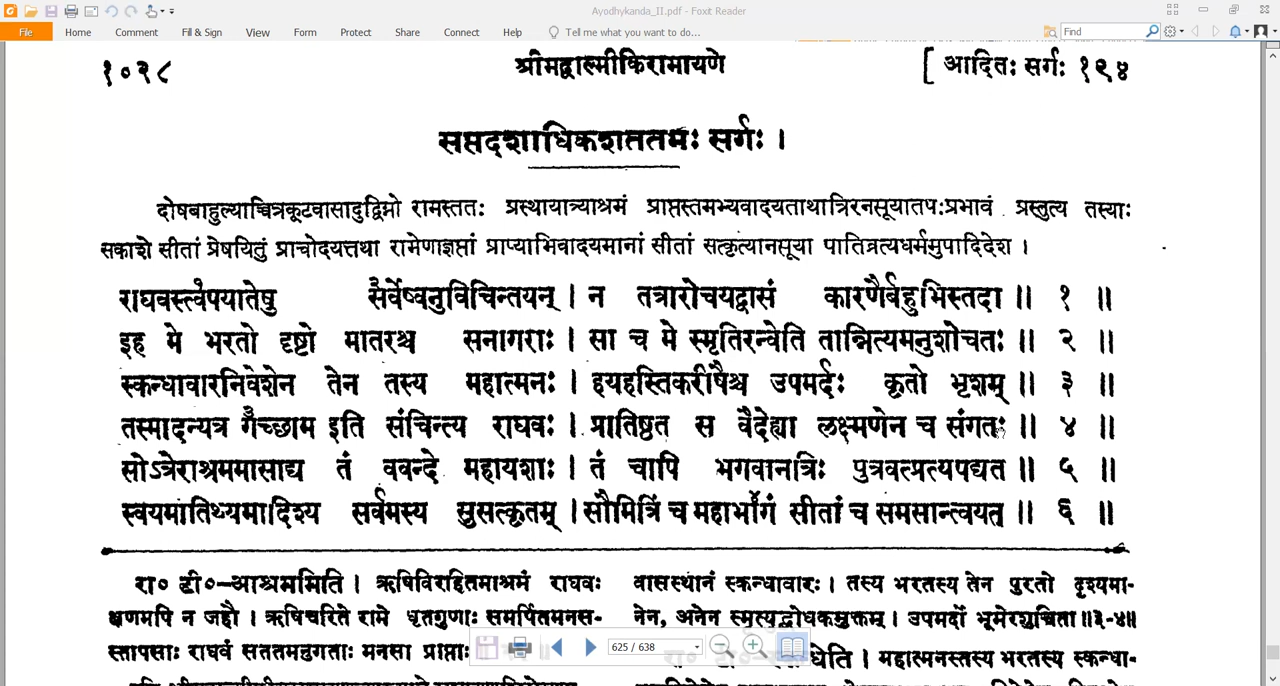 Ayodhykanda_II.pdf - Foxit Reader
File Home Comment Fill & Sign View Form Protect Share Connect Help Tell me what you want to do... Find
१०२८ श्रीमद्वाल्मीकिरामायणे [ आदितः सर्गः १९४
सप्तदशाधिकशततमः सर्गः ।
दोषबाहुल्याच्चित्रकूटवासादुद्विग्नो रामस्ततः प्रस्थायात्र्याश्रमं प्राप्तस्तमभ्यवादयताथात्रिरनसूयातपःप्रभावं प्रस्तुत्य तस्याः
सकाशे सीतां प्रेषयितुं प्राचोदयत्तथा रामेणाज्ञप्तां प्राप्याभिवादयमानां सीतां सत्कृत्यानसूया पातिव्रत्यधर्ममुपादिदेश ।
राघवस्त्वपयातेषु सर्वेष्वनुविचिन्तयन् । न तत्रारोचयद्वासं कारणैर्बहुभिस्तदा ॥ १ ॥
इह मे भरतो दृष्टो मातरश्च सनागराः । सा च मे स्मृतिरन्वेति तान्नित्यमनुशोचतः ॥ २ ॥
स्कन्धावारनिवेशेन तेन तस्य महात्मनः । हयहस्तिकरीषैश्च उपमर्दः कृतो भृशम् ॥ ३ ॥
तस्मादन्यत्र गच्छाम इति संचिन्त्य राघवः । प्रातिष्ठत स वैदेह्या लक्ष्मणेन च संगतः ॥ ४ ॥
सोऽत्रेराश्रममासाद्य तं ववन्दे महायशाः । तं चापि भगवानत्रिः पुत्रवत्प्रत्यपद्यत ॥ ५ ॥
स्वयमातिथ्यमादिश्य सर्वमस्य सुसत्कृतम् । सौमित्रिं च महाभागं सीतां च समसान्त्वयत् ॥ ६ ॥
रा० टी०-आश्रममिति । ऋषिविरहितमाश्रमं राघवः
क्षणमपि न जहौ । ऋषिचरिते रामे धृतगुणाः समर्पितमनस-
स्तापसाः राघवं सततमनुगताः मनसा प्राप्ताः
वासस्थानं स्कन्धावारः । तस्य भरतस्य तेन पुरतो दृश्यमा-
नेन, अनेन स्मृत्युद्बोधकमुक्तम् । उपमर्दो भूमेरशुचिता ॥३-४॥
महात्मनस्तस्य भरतस्य स्कन्धा-
625 / 638